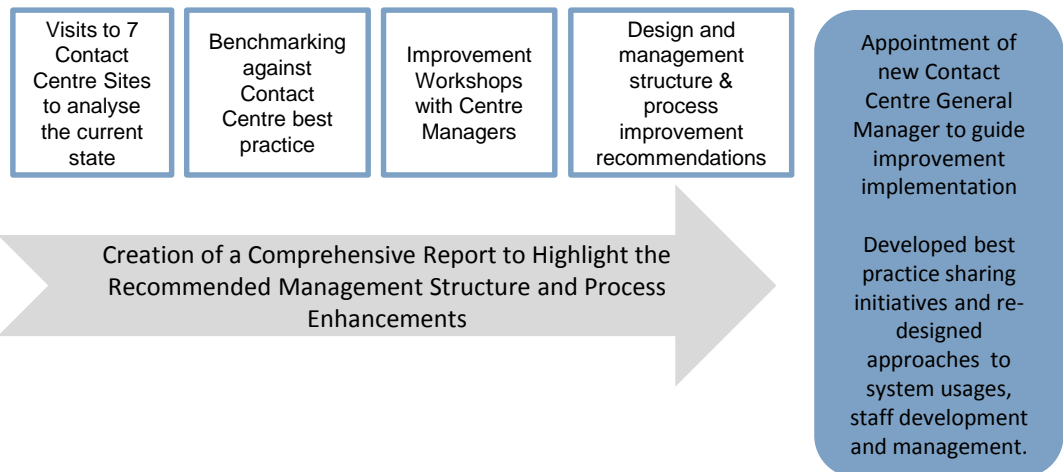 Visits to 7
Contact
Centre Sites
to analyse
the current
state
Benchmarking
against
Contact
Centre best
practice
Improvement
Workshops
with Centre
Managers
Design and
management
structure &
process
improvement
recommendations
Creation of a Comprehensive Report to Highlight the
Recommended Management Structure and Process
Enhancements
Appointment of
new Contact
Centre General
Manager to guide
improvement
implementation
Developed best
practice sharing
initiatives and re-
designed
approaches to
system usages,
staff development
and management.